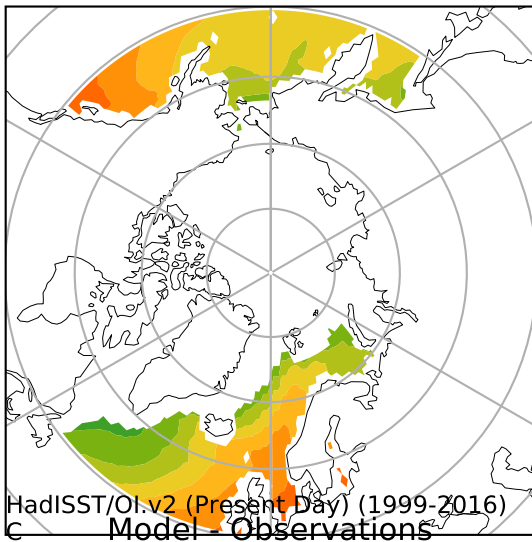 HadISST/OI.v2 (Present Day) (1999-2016)
C Model - Observations